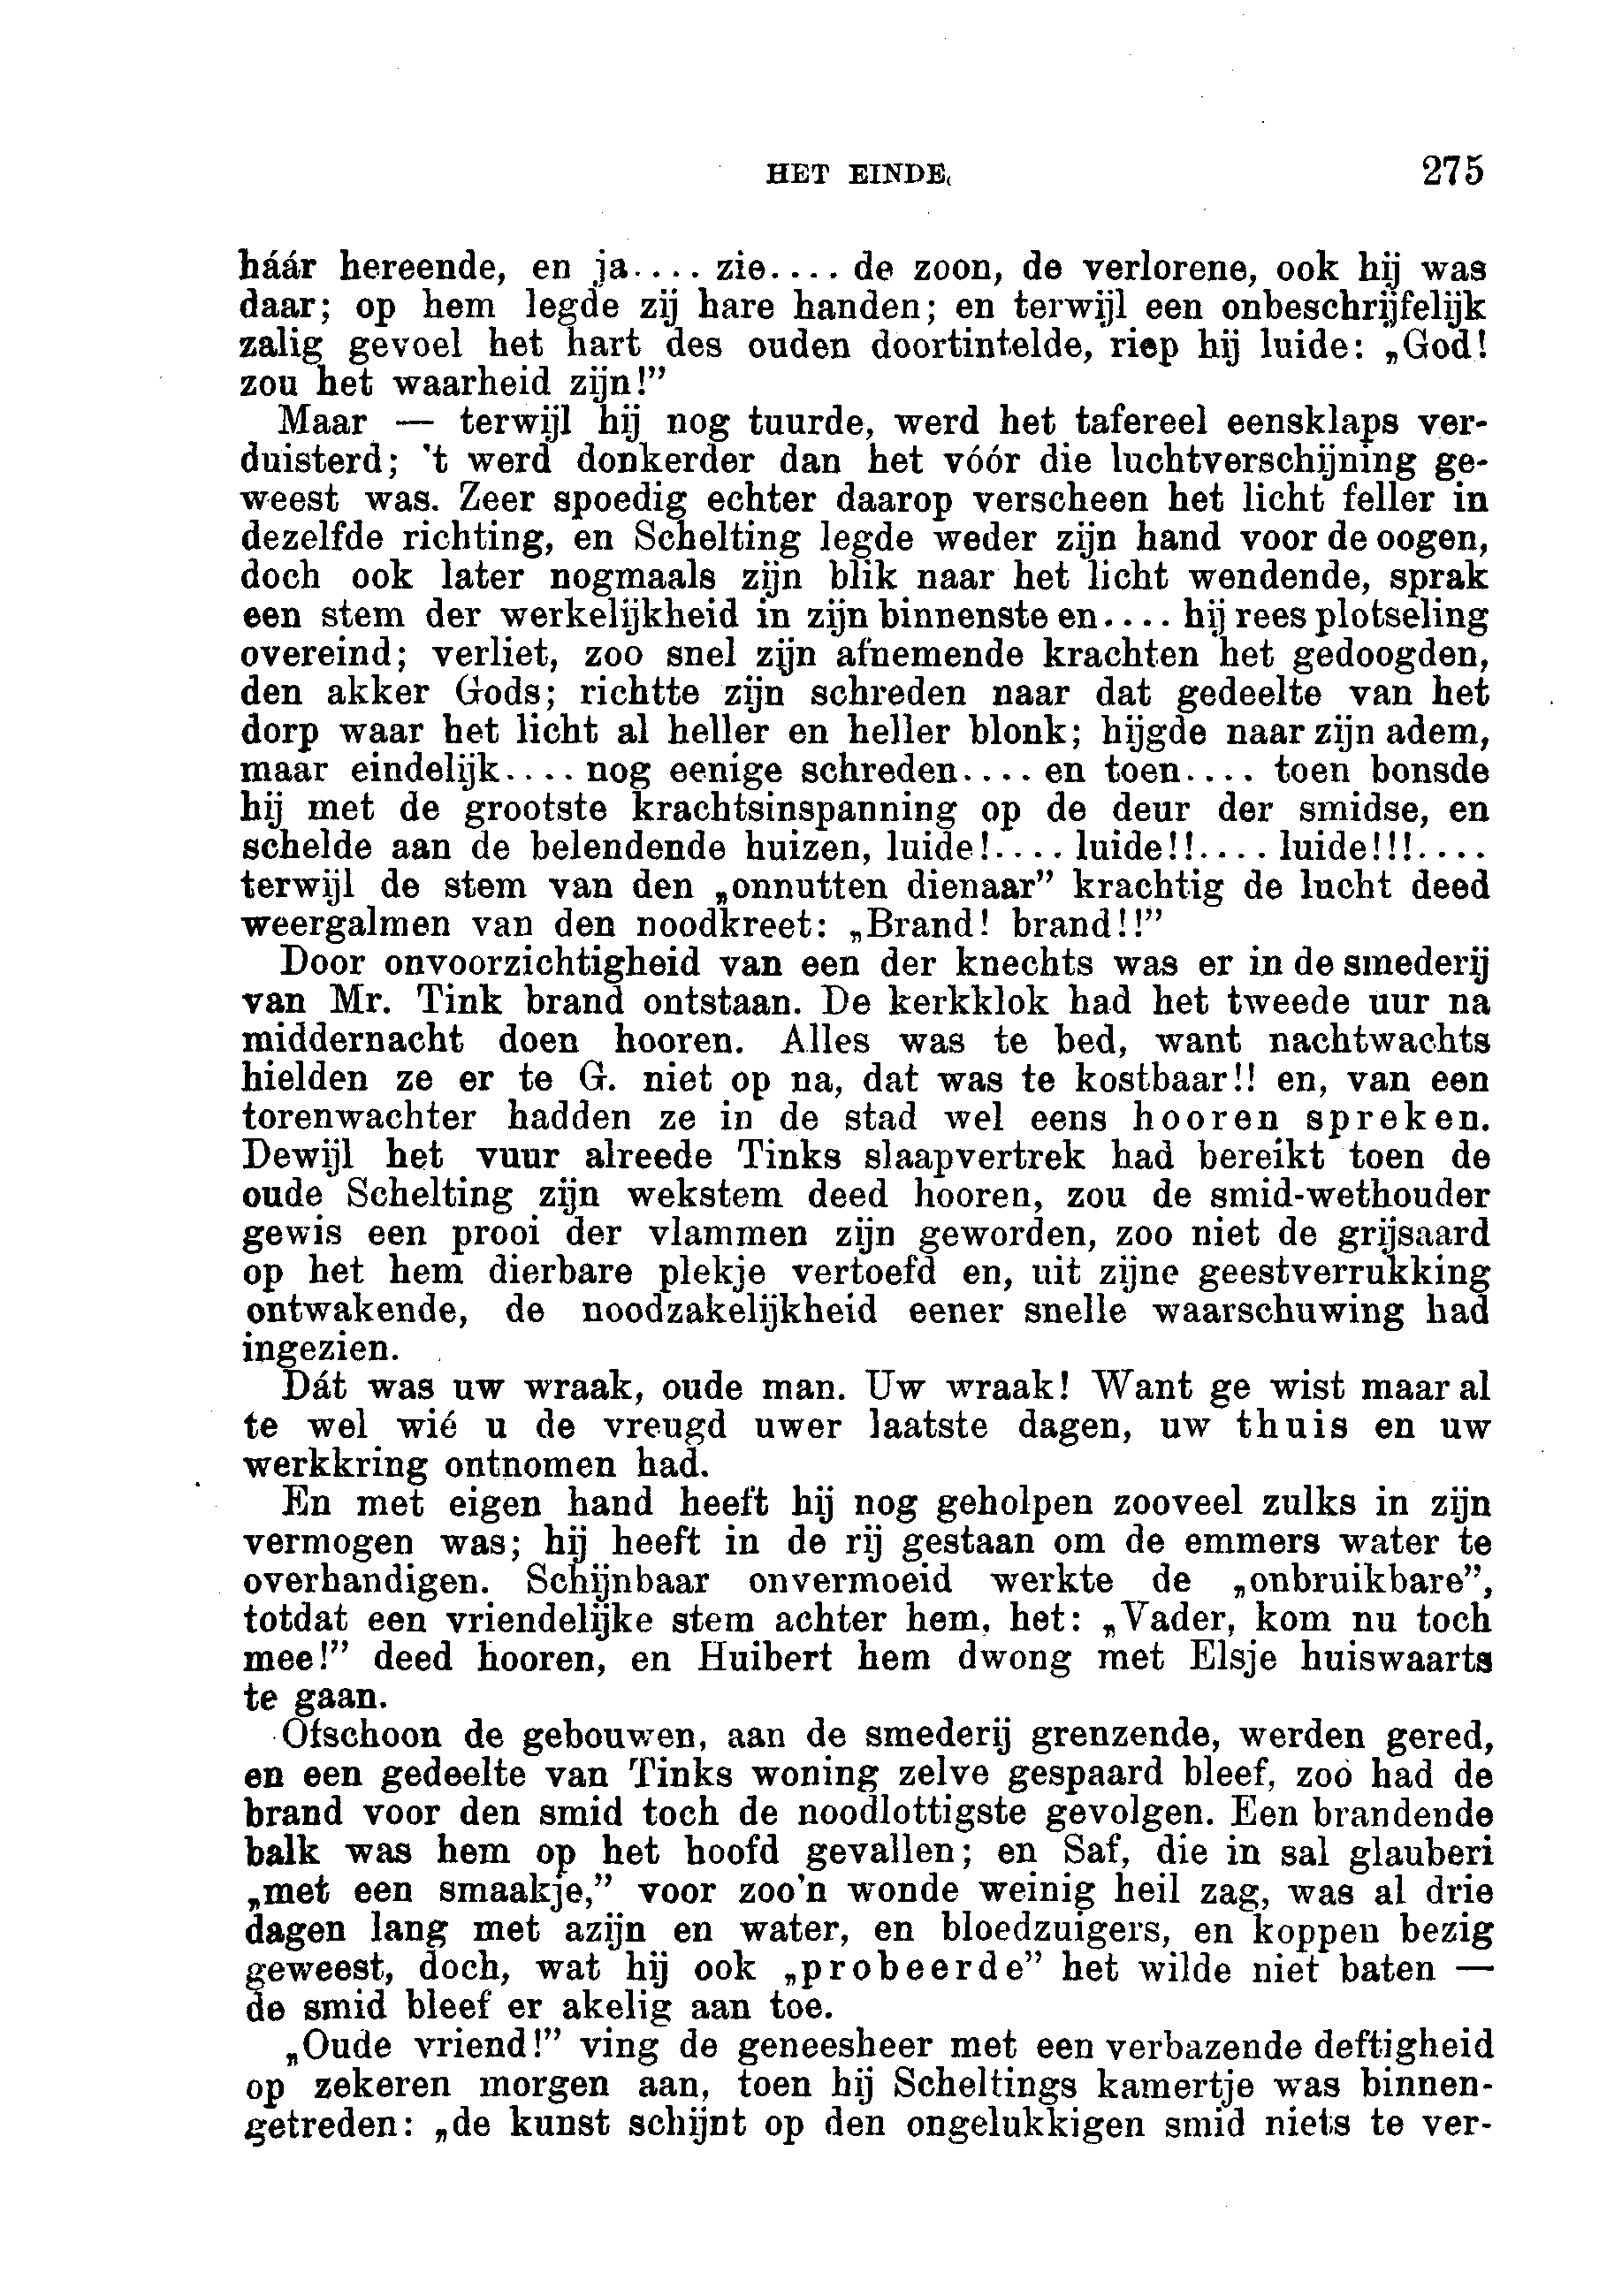 HET EINDE. 275
háár hereende, en ja.... zie.... de zoon, de verlorene, ook hij was
daar; op hem legde zij hare handen; en terwijl een onbeschrijfelijk
zalig gevoel het hart des ouden doortintelde, riep hij luide: „God!
zou het waarheid zijn!”
Maar — terwijl hij nog tuurde, werd het tafereel eensklaps ver-
duisterd; 't werd donkerder dan het vóór die luchtverschijning ge-
weest was. Zeer spoedig echter daarop verscheen het licht feller in
dezelfde richting, en Schelting legde weder zijn hand voor de oogen,
doch ook later nogmaals zijn blik naar het licht wendende, sprak
een stem der werkelijkheid in zijn binnenste en.... hij rees plotseling
overeind; verliet, zoo snel zijn afnemende krachten het gedoogden,
den akker Gods; richtte zijn schreden naar dat gedeelte van het
dorp waar het licht al heller en heller blonk; hijgde naar zijn adem,
maar eindelijk.... nog eenige schreden.... en toen.... toen bonsde
hij met de grootste krachtsinspanning op de deur der smidse, en
schelde aan de belendende huizen, luide!.... luide!!.... luide!!!....
terwijl de stem van den „onnutten dienaar” krachtig de lucht deed
weergalmen van den noodkreet: „Brand! brand!!”
Door onvoorzichtigheid van een der knechts was er in de smederij
van Mr. Tink brand ontstaan. De kerkklok had het tweede uur na
middernacht doen hooren. Alles was te bed, want nachtwachts
hielden ze er te G. niet op na, dat was te kostbaar!! en, van een
torenwachter hadden ze in de stad wel eens hooren spreken.
Dewijl het vuur alreede Tinks slaapvertrek had bereikt toen de
oude Schelting zijn wekstem deed hooren, zou de smid-wethouder
gewis een prooi der vlammen zijn geworden, zoo niet de grijsaard
op het hem dierbare plekje vertoefd en, uit zijne geestverrukking
ontwakende, de noodzakelijkheid eener snelle waarschuwing had
ingezien.
Dát was uw wraak, oude man. Uw wraak! Want ge wist maar al
te wel wié u de vreugd uwer laatste dagen, uw thuis en uw
werkkring ontnomen had.
En met eigen hand heeft hij nog geholpen zooveel zulks in zijn
vermogen was; hij heeft in de rij gestaan om de emmers water te
overhandigen. Schijnbaar onvermoeid werkte de „onbruikbare”,
totdat een vriendelijke stem achter hem, het: „Vader, kom nu toch
mee!” deed hooren, en Huibert hem dwong met Elsje huiswaarts
te gaan.
Ofschoon de gebouwen, aan de smederij grenzende, werden gered,
en een gedeelte van Tinks woning zelve gespaard bleef, zoo had de
brand voor den smid toch de noodlottigste gevolgen. Een brandende
balk was hem op het hoofd gevallen; en Saf, die in sal glauberi
„met een smaakje,” voor zoo'n wonde weinig heil zag, was al drie
dagen lang met azijn en water, en bloedzuigers, en koppen bezig
geweest, doch, wat hij ook „probeerde” het wilde niet baten —
de smid bleef er akelig aan toe.
„Oude vriend!” ving de geneesheer met een verbazende deftigheid
op zekeren morgen aan, toen hij Scheltings kamertje was binnen-
getreden: „de kunst schijnt op den ongelukkigen smid niets te ver-